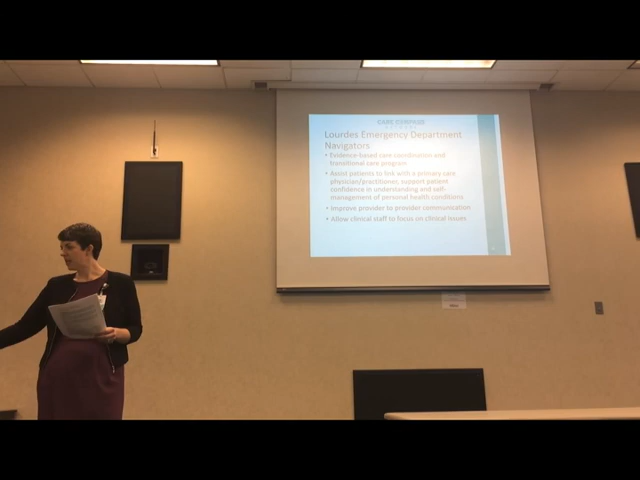 CARE COMPASS
NETWORK
Lourdes Emergency Department
Navigators
• Evidence-based care coordination and
transitional care program
• Assist patients to link with a primary care
physician/practitioner, support patient
confidence in understanding and self-
management of personal health conditions
• Improve provider to provider communication
• Allow clinical staff to focus on clinical issues